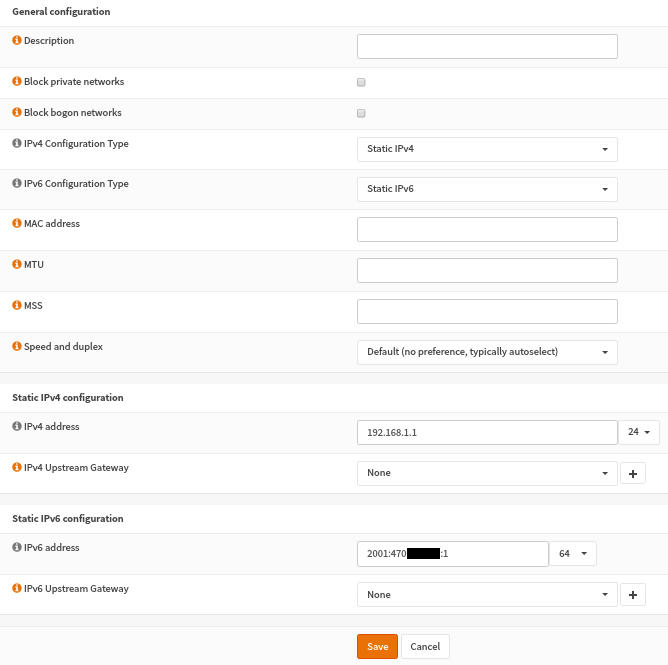 General configuration
Description
Block private networks
Block bogon networks
IPv4 Configuration Type Static IPv4
IPv6 Configuration Type Static IPv6
MAC address
MTU
MSS
Speed and duplex Default (no preference, typically autoselect)
Static IPv4 configuration
IPv4 address 192.168.1.1 24
IPv4 Upstream Gateway None +
Static IPv6 configuration
IPv6 address 2001:470 :1 64
IPv6 Upstream Gateway None +
Save Cancel